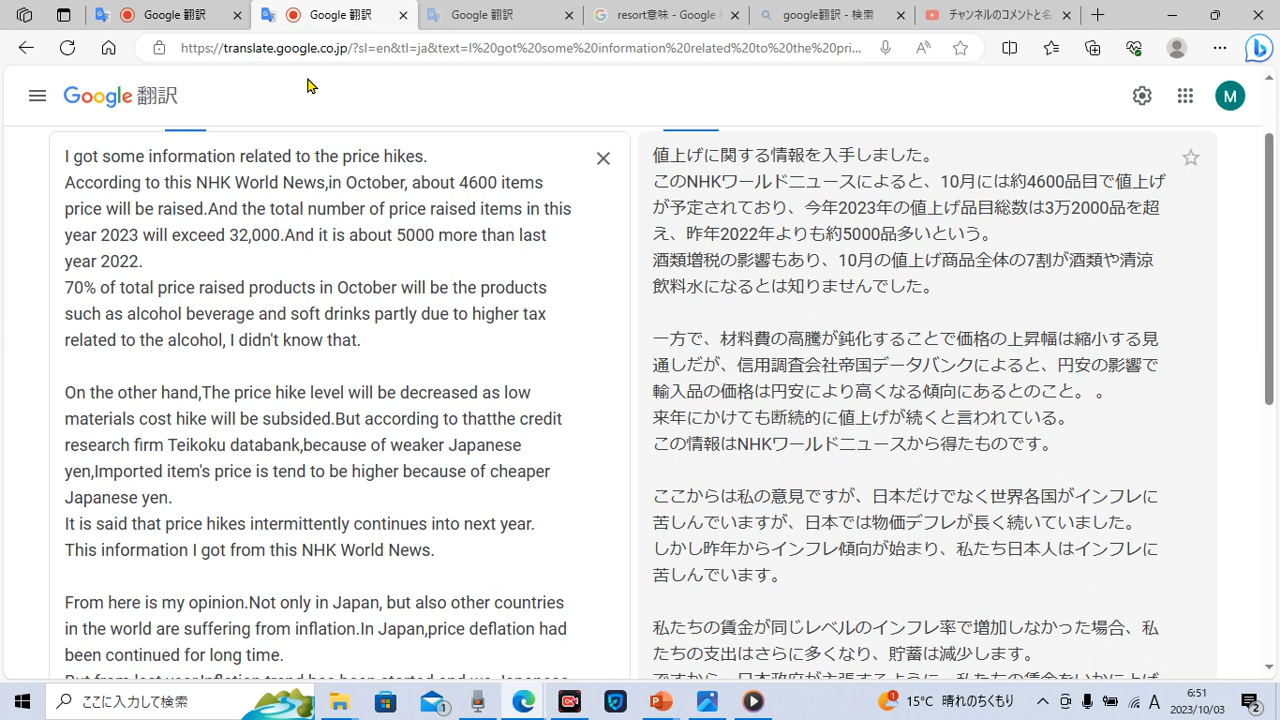 Google 翻訳
Google 翻訳
Google 翻訳
resort意味 - Google
google翻訳 - 検索
チャンネルのコメントと名
https://translate.google.co.jp/?sl=en&tl=ja&text=I%20got%20some%20information%20related%20to%20the%20pri...
Google 翻訳
M
I got some information related to the price hikes.
According to this NHK World News,in October, about 4600 items
price will be raised.And the total number of price raised items in this
year 2023 will exceed 32,000.And it is about 5000 more than last
year 2022.
70% of total price raised products in October will be the products
such as alcohol beverage and soft drinks partly due to higher tax
related to the alcohol, I didn't know that.
On the other hand,The price hike level will be decreased as low
materials cost hike will be subsided.But according to thatthe credit
research firm Teikoku databank,because of weaker Japanese
yen,Imported item's price is tend to be higher because of cheaper
Japanese yen.
It is said that price hikes intermittently continues into next year.
This information I got from this NHK World News.
From here is my opinion.Not only in Japan, but also other countries
in the world are suffering from inflation.In Japan,price deflation had
been continued for long time.
値上げに関する情報を入手しました。
このNHKワールドニュースによると、10月には約4600品目で値上げ
が予定されており、今年2023年の値上げ品目総数は3万2000品を超
え、昨年2022年よりも約5000品多いという。
酒類増税の影響もあり、10月の値上げ商品全体の7割が酒類や清涼
飲料水になるとは知りませんでした。
一方で、材料費の高騰が鈍化することで価格の上昇幅は縮小する見
通しだが、信用調査会社帝国データバンクによると、円安の影響で
輸入品の価格は円安により高くなる傾向にあるとのこと。 。
来年にかけても断続的に値上げが続くと言われている。
この情報はNHKワールドニュースから得たものです。
ここからは私の意見ですが、日本だけでなく世界各国がインフレに
苦しんでいますが、日本では物価デフレが長く続いていました。
しかし昨年からインフレ傾向が始まり、私たち日本人はインフレに
苦しんでいます。
私たちの賃金が同じレベルのインフレ率で増加しなかった場合、私
たちの支出はさらに多くなり、貯蓄は減少します。
ここに入力して検索
1
15°C 晴れのちくもり
A
6:51
2023/10/03
2